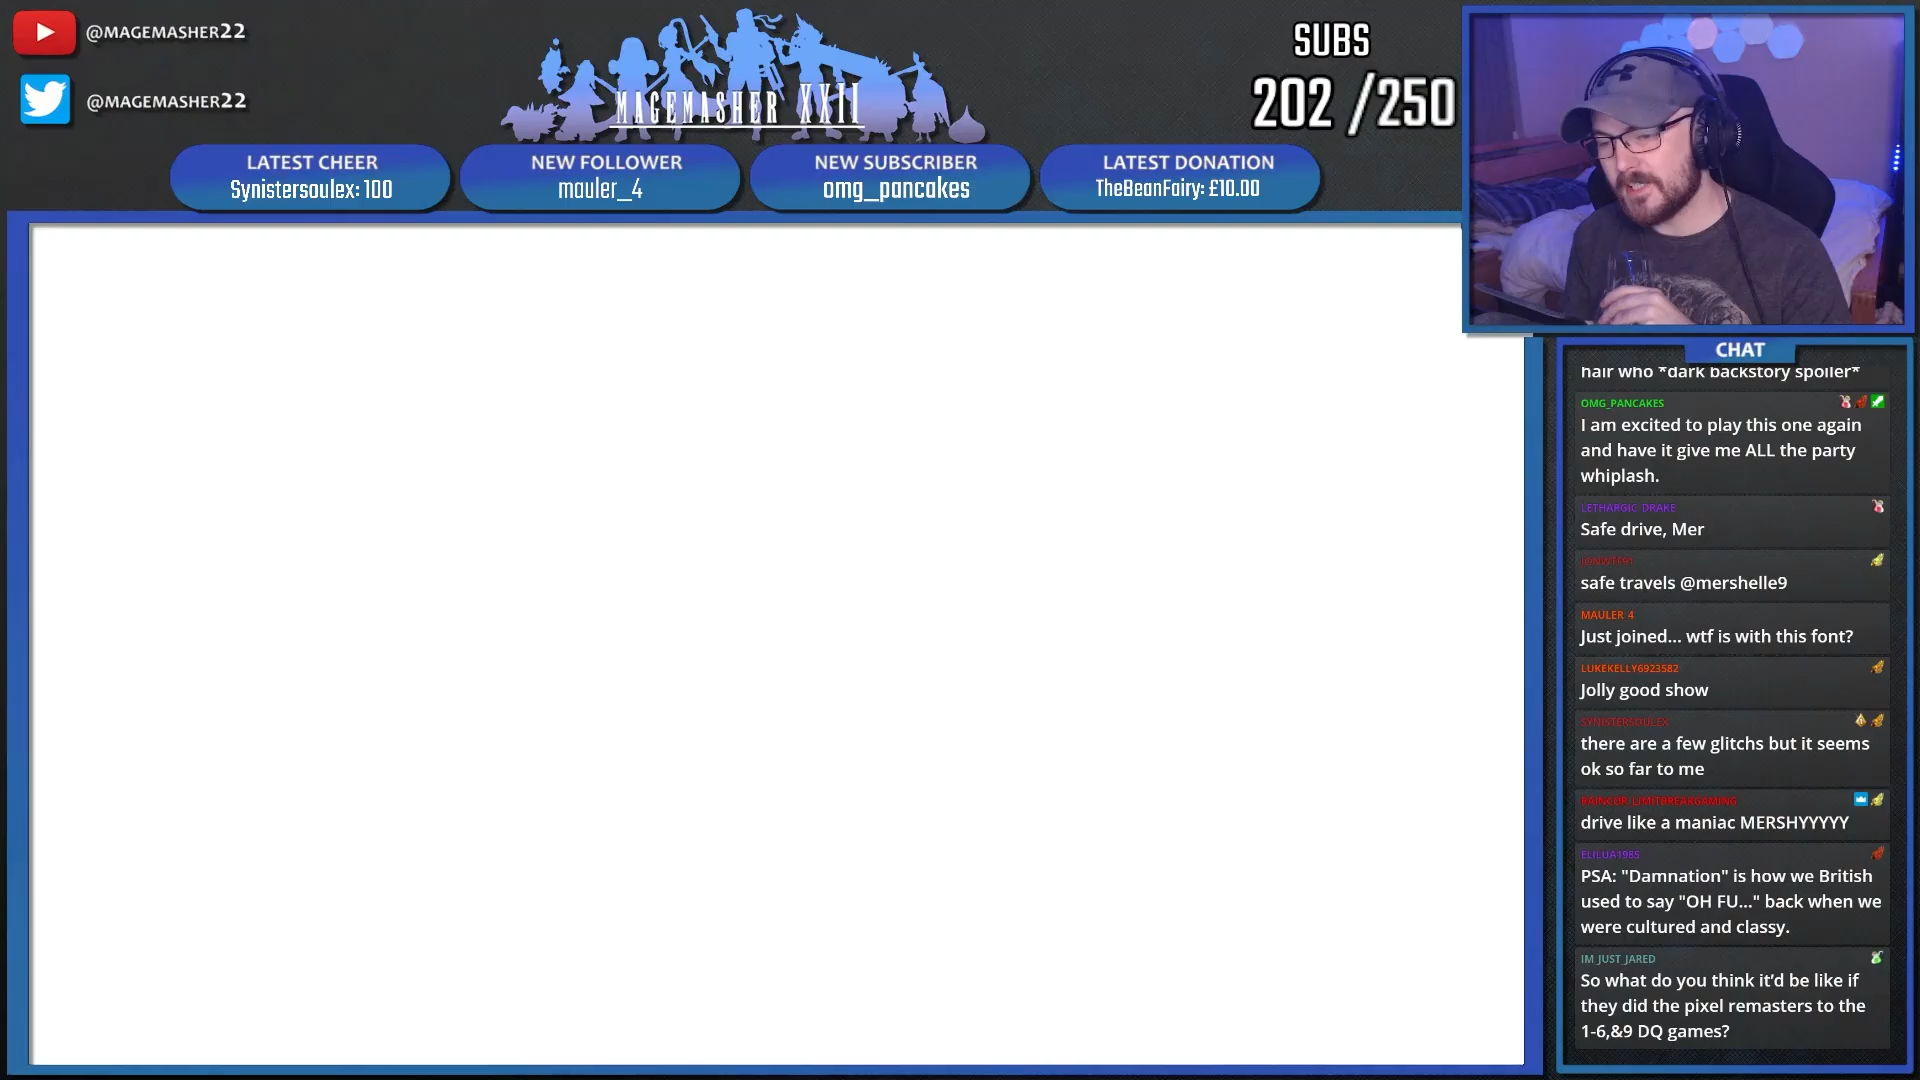 @MAGEMASHER22
@MAGEMASHER22
MAGEMASHER XXII
SUBS
202 /250
LATEST CHEER
Synistersoulex: 100
NEW FOLLOWER
mauler_4
NEW SUBSCRIBER
omg_pancakes
LATEST DONATION
TheBeanFairy: £10.00
CHAT
hair who *dark backstory spoiler*
OMG_PANCAKES
I am excited to play this one again
and have it give me ALL the party
whiplash.
LETHARGIC_DRAKE
Safe drive, Mer
safe travels @mershelle9
MAULER_4
Just joined... wtf is with this font?
LUKEKELLY6923582
Jolly good show
SYNISTERSOULEX
there are a few glitchs but it seems
ok so far to me
RAINCOR_LIMITBREAKGAMING
drive like a maniac MERSHYYYYY
ELILUA1985
PSA: "Damnation" is how we British
used to say "OH FU..." back when we
were cultured and classy.
IM_JUST_JARED
So what do you think it'd be like if
they did the pixel remasters to the
1-6,&9 DQ games?